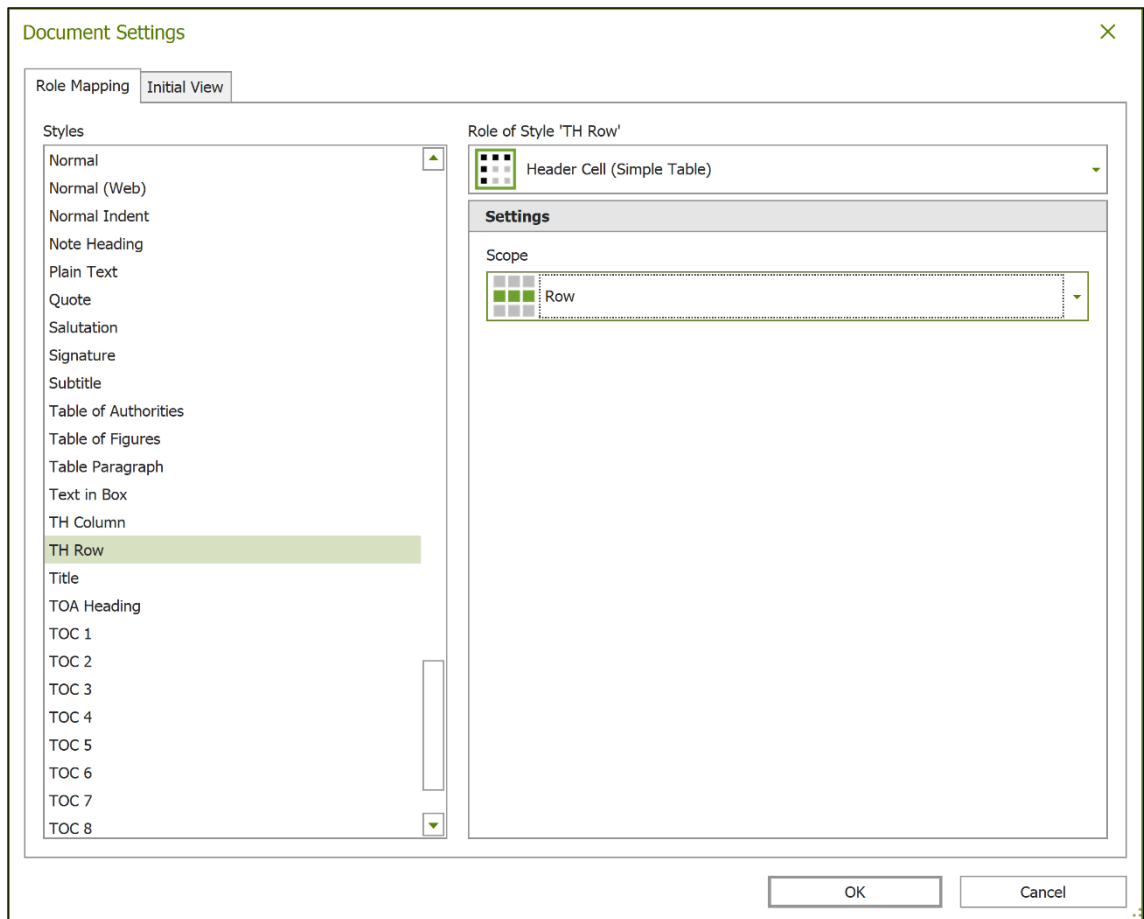 Document Settings
Role Mapping
Initial View
Styles
Normal
Normal (Web)
Normal Indent
Note Heading
Plain Text
Quote
Salutation
Signature
Subtitle
Table of Authorities
Table of Figures
Table Paragraph
Text in Box
TH Column
TH Row
Title
TOA Heading
TOC 1
TOC 2
TOC 3
TOC 4
TOC 5
TOC 6
TOC 7
TOC 8
Role of Style 'TH Row'
Header Cell (Simple Table)
Settings
Scope
Row
OK
Cancel